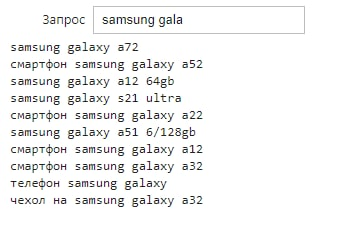 Запрос samsung gala
samsung galaxy a72
смартфон samsung galaxy a52
samsung galaxy a12 64gb
samsung galaxy s21 ultra
смартфон samsung galaxy a22
samsung galaxy a51 6/128gb
смартфон samsung galaxy a12
смартфон samsung galaxy a32
телефон samsung galaxy
чехол на samsung galaxy a32